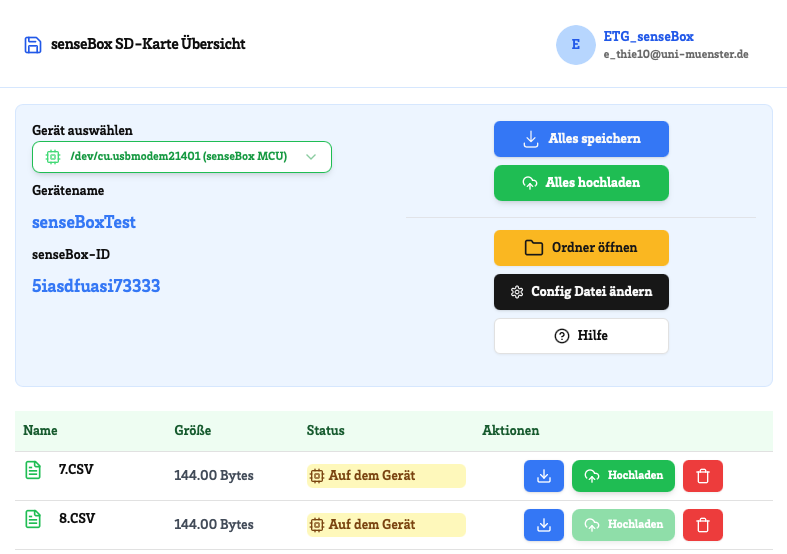 senseBox SD-Karte Übersicht
E
ETG_senseBox
e_thie10@uni-muenster.de
Gerät auswählen
/dev/cu.usbmodem21401 (senseBox MCU)
Gerätename
senseBoxTest
senseBox-ID
5iasdfuasi73333
Alles speichern
Alles hochladen
Ordner öffnen
Config Datei ändern
Hilfe
Name Größe Status Aktionen
7.CSV 144.00 Bytes Auf dem Gerät Hochladen
8.CSV 144.00 Bytes Auf dem Gerät Hochladen